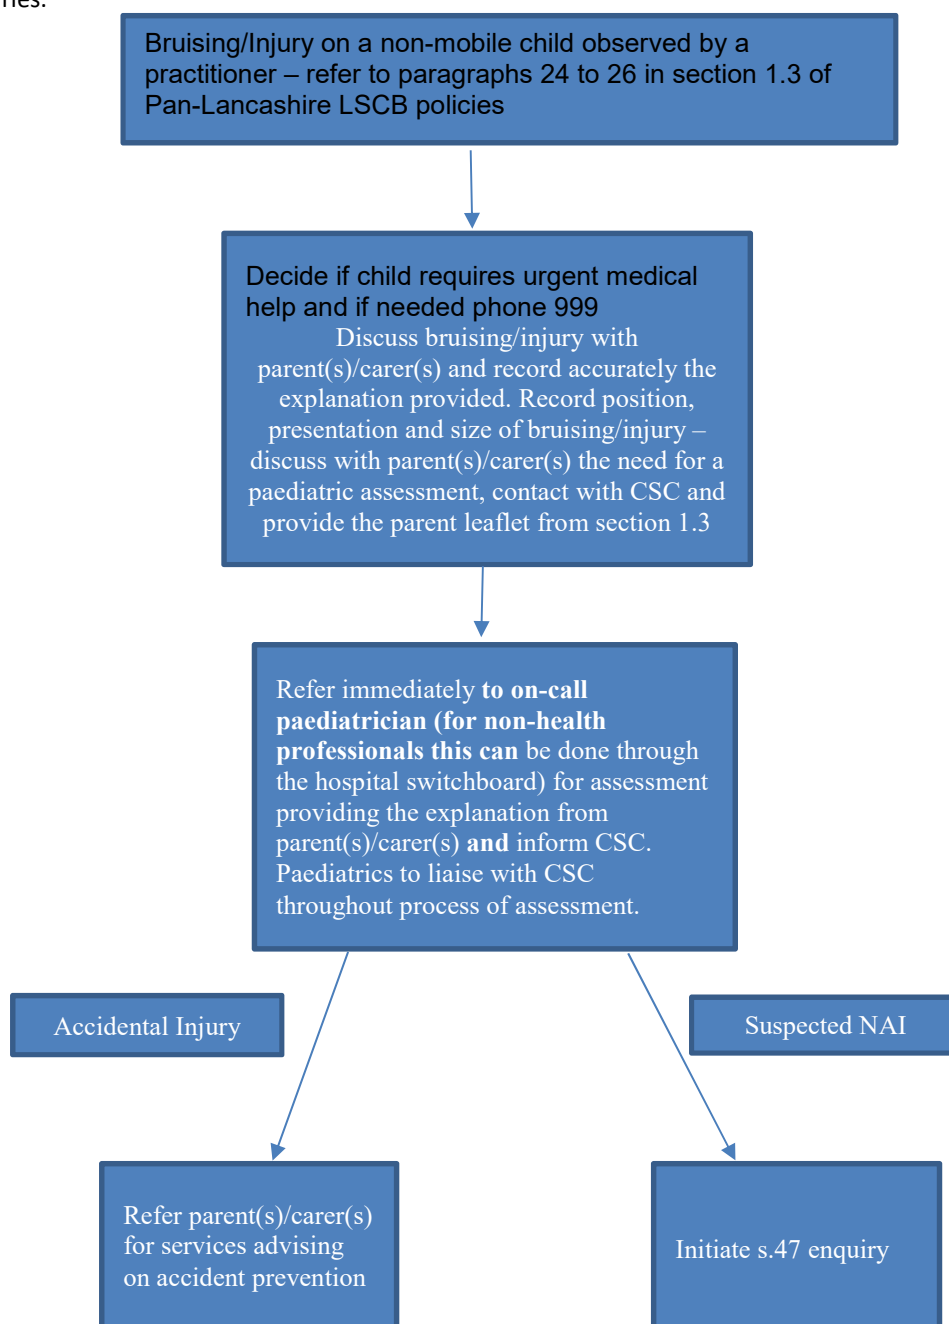 ries.
Bruising/Injury on a non-mobile child observed by a
practitioner – refer to paragraphs 24 to 26 in section 1.3 of
Pan-Lancashire LSCB policies
Decide if child requires urgent medical
help and if needed phone 999
Discuss bruising/injury with
parent(s)/carer(s) and record accurately the
explanation provided. Record position,
presentation and size of bruising/injury –
discuss with parent(s)/carer(s) the need for a
paediatric assessment, contact with CSC and
provide the parent leaflet from section 1.3
Refer immediately to on-call
paediatrician (for non-health
professionals this can be done through
the hospital switchboard) for assessment
providing the explanation from
parent(s)/carer(s) and inform CSC.
Paediatrics to liaise with CSC
throughout process of assessment.
Accidental Injury
Suspected NAI
Refer parent(s)/carer(s)
for services advising
on accident prevention
Initiate s.47 enquiry